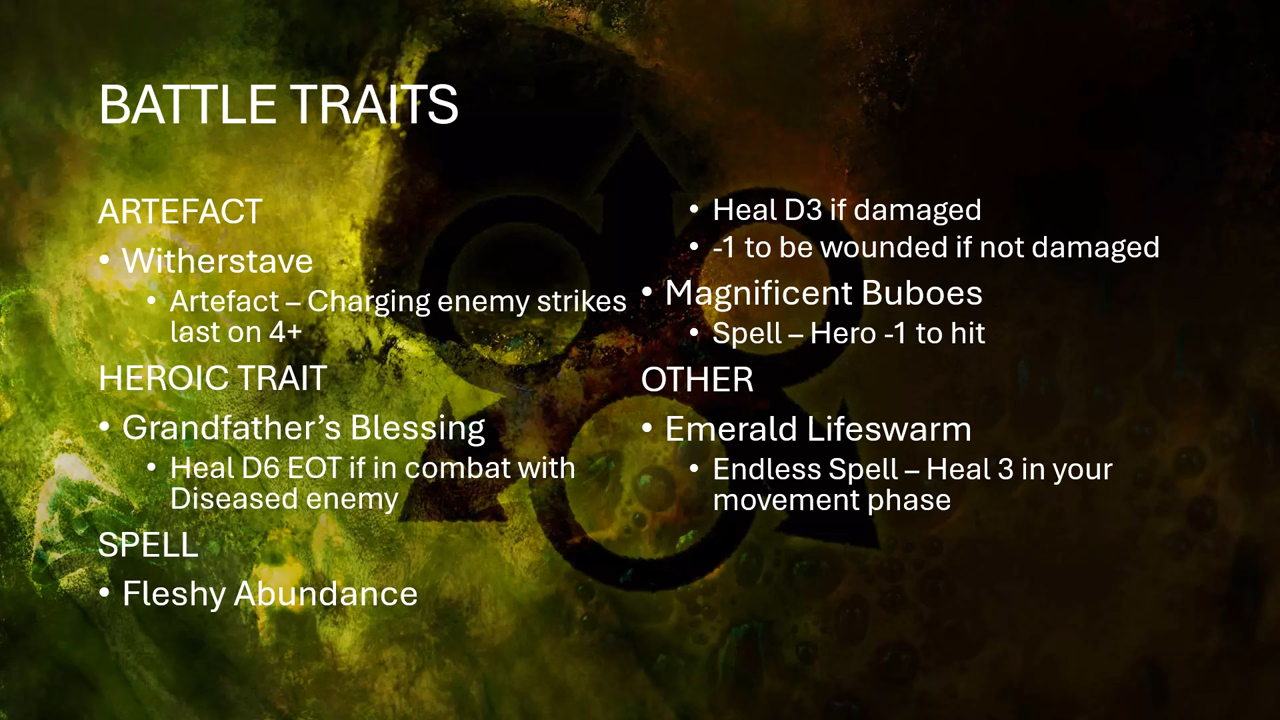 BATTLE TRAITS
ARTEFACT
• Witherstave
• Artefact – Charging enemy strikes
last on 4+
HEROIC TRAIT
• Grandfather’s Blessing
• Heal D6 EOT if in combat with
Diseased enemy
SPELL
• Fleshy Abundance
• Heal D3 if damaged
• -1 to be wounded if not damaged
• Magnificent Buboes
• Spell – Hero -1 to hit
OTHER
• Emerald Lifeswarm
• Endless Spell – Heal 3 in your
movement phase